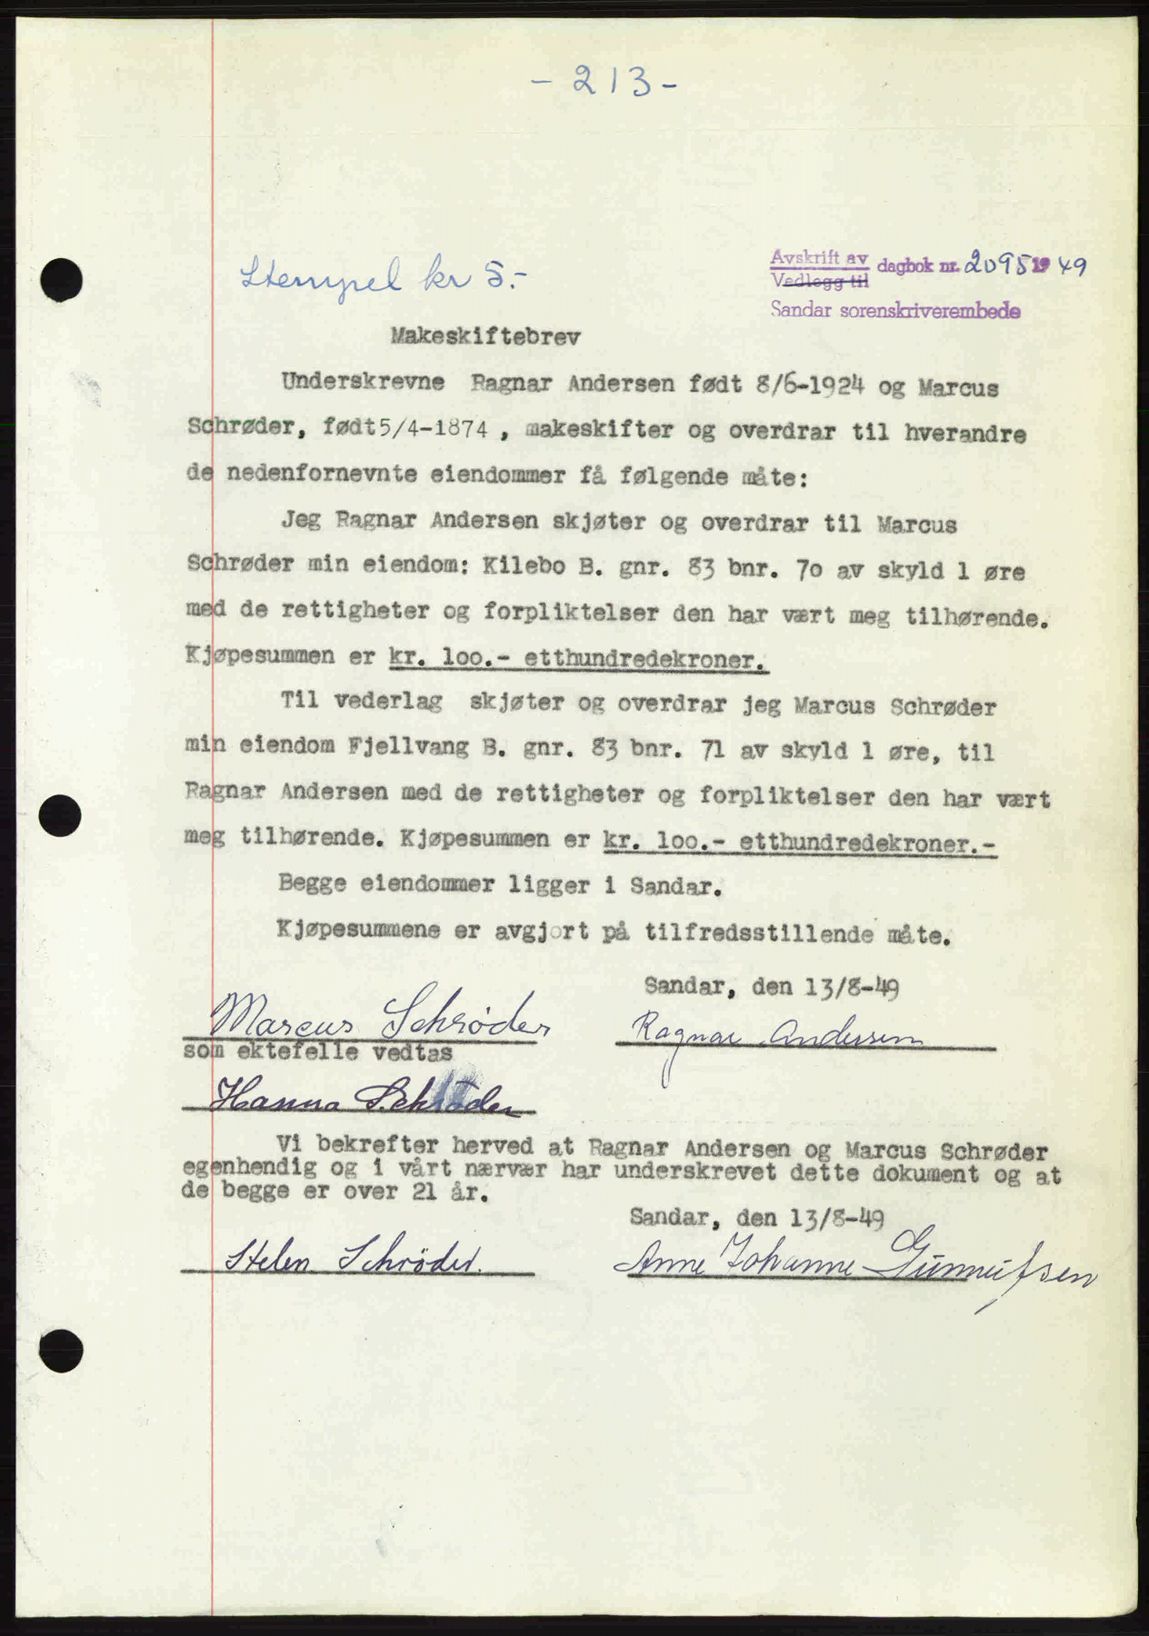 - 213 -
Stempel kr 5.-
Avskrift av
Vedlegg til
dagbok nr. 2095 1949
Sandar sorenskriverembede
Makeskiftebrev
Underskrevne Ragnar Andersen født 8/6-1924 og Marcus
Schrøder, født 5/4-1874 , makeskifter og overdrar til hverandre
de nedenfornevnte eiendommer få følgende måte:
Jeg Ragnar Andersen skjøter og overdrar til Marcus
Schrøder min eiendom: Kilebo B. gnr. 83 bnr. 7o av skyld 1 øre
med de rettigheter og forpliktelser den har vært meg tilhørende.
Kjøpesummen er kr. 1oo.- etthundredekroner.
Til vederlag skjøter og overdrar jeg Marcus Schrøder
min eiendom Fjellvang B. gnr. 83 bnr. 71 av skyld 1 øre, til
Ragnar Andersen med de rettigheter og forpliktelser den har vært
meg tilhørende. Kjøpesummen er kr. 1oo.- etthundredekroner.-
Begge eiendommer ligger i Sandar.
Kjøpesummene er avgjort på tilfredsstillende måte.
Sandar, den 13/8-49
Marcus Schrøder Ragnar Andersen
som ektefelle vedtas
Hanna Schrøder
Vi bekrefter herved at Ragnar Andersen og Marcus Schrøder
egenhendig og i vårt nærvær har underskrevet dette dokument og at
de begge er over 21 år.
Sandar, den 13/8-49
Schrøder. Anne Johanne